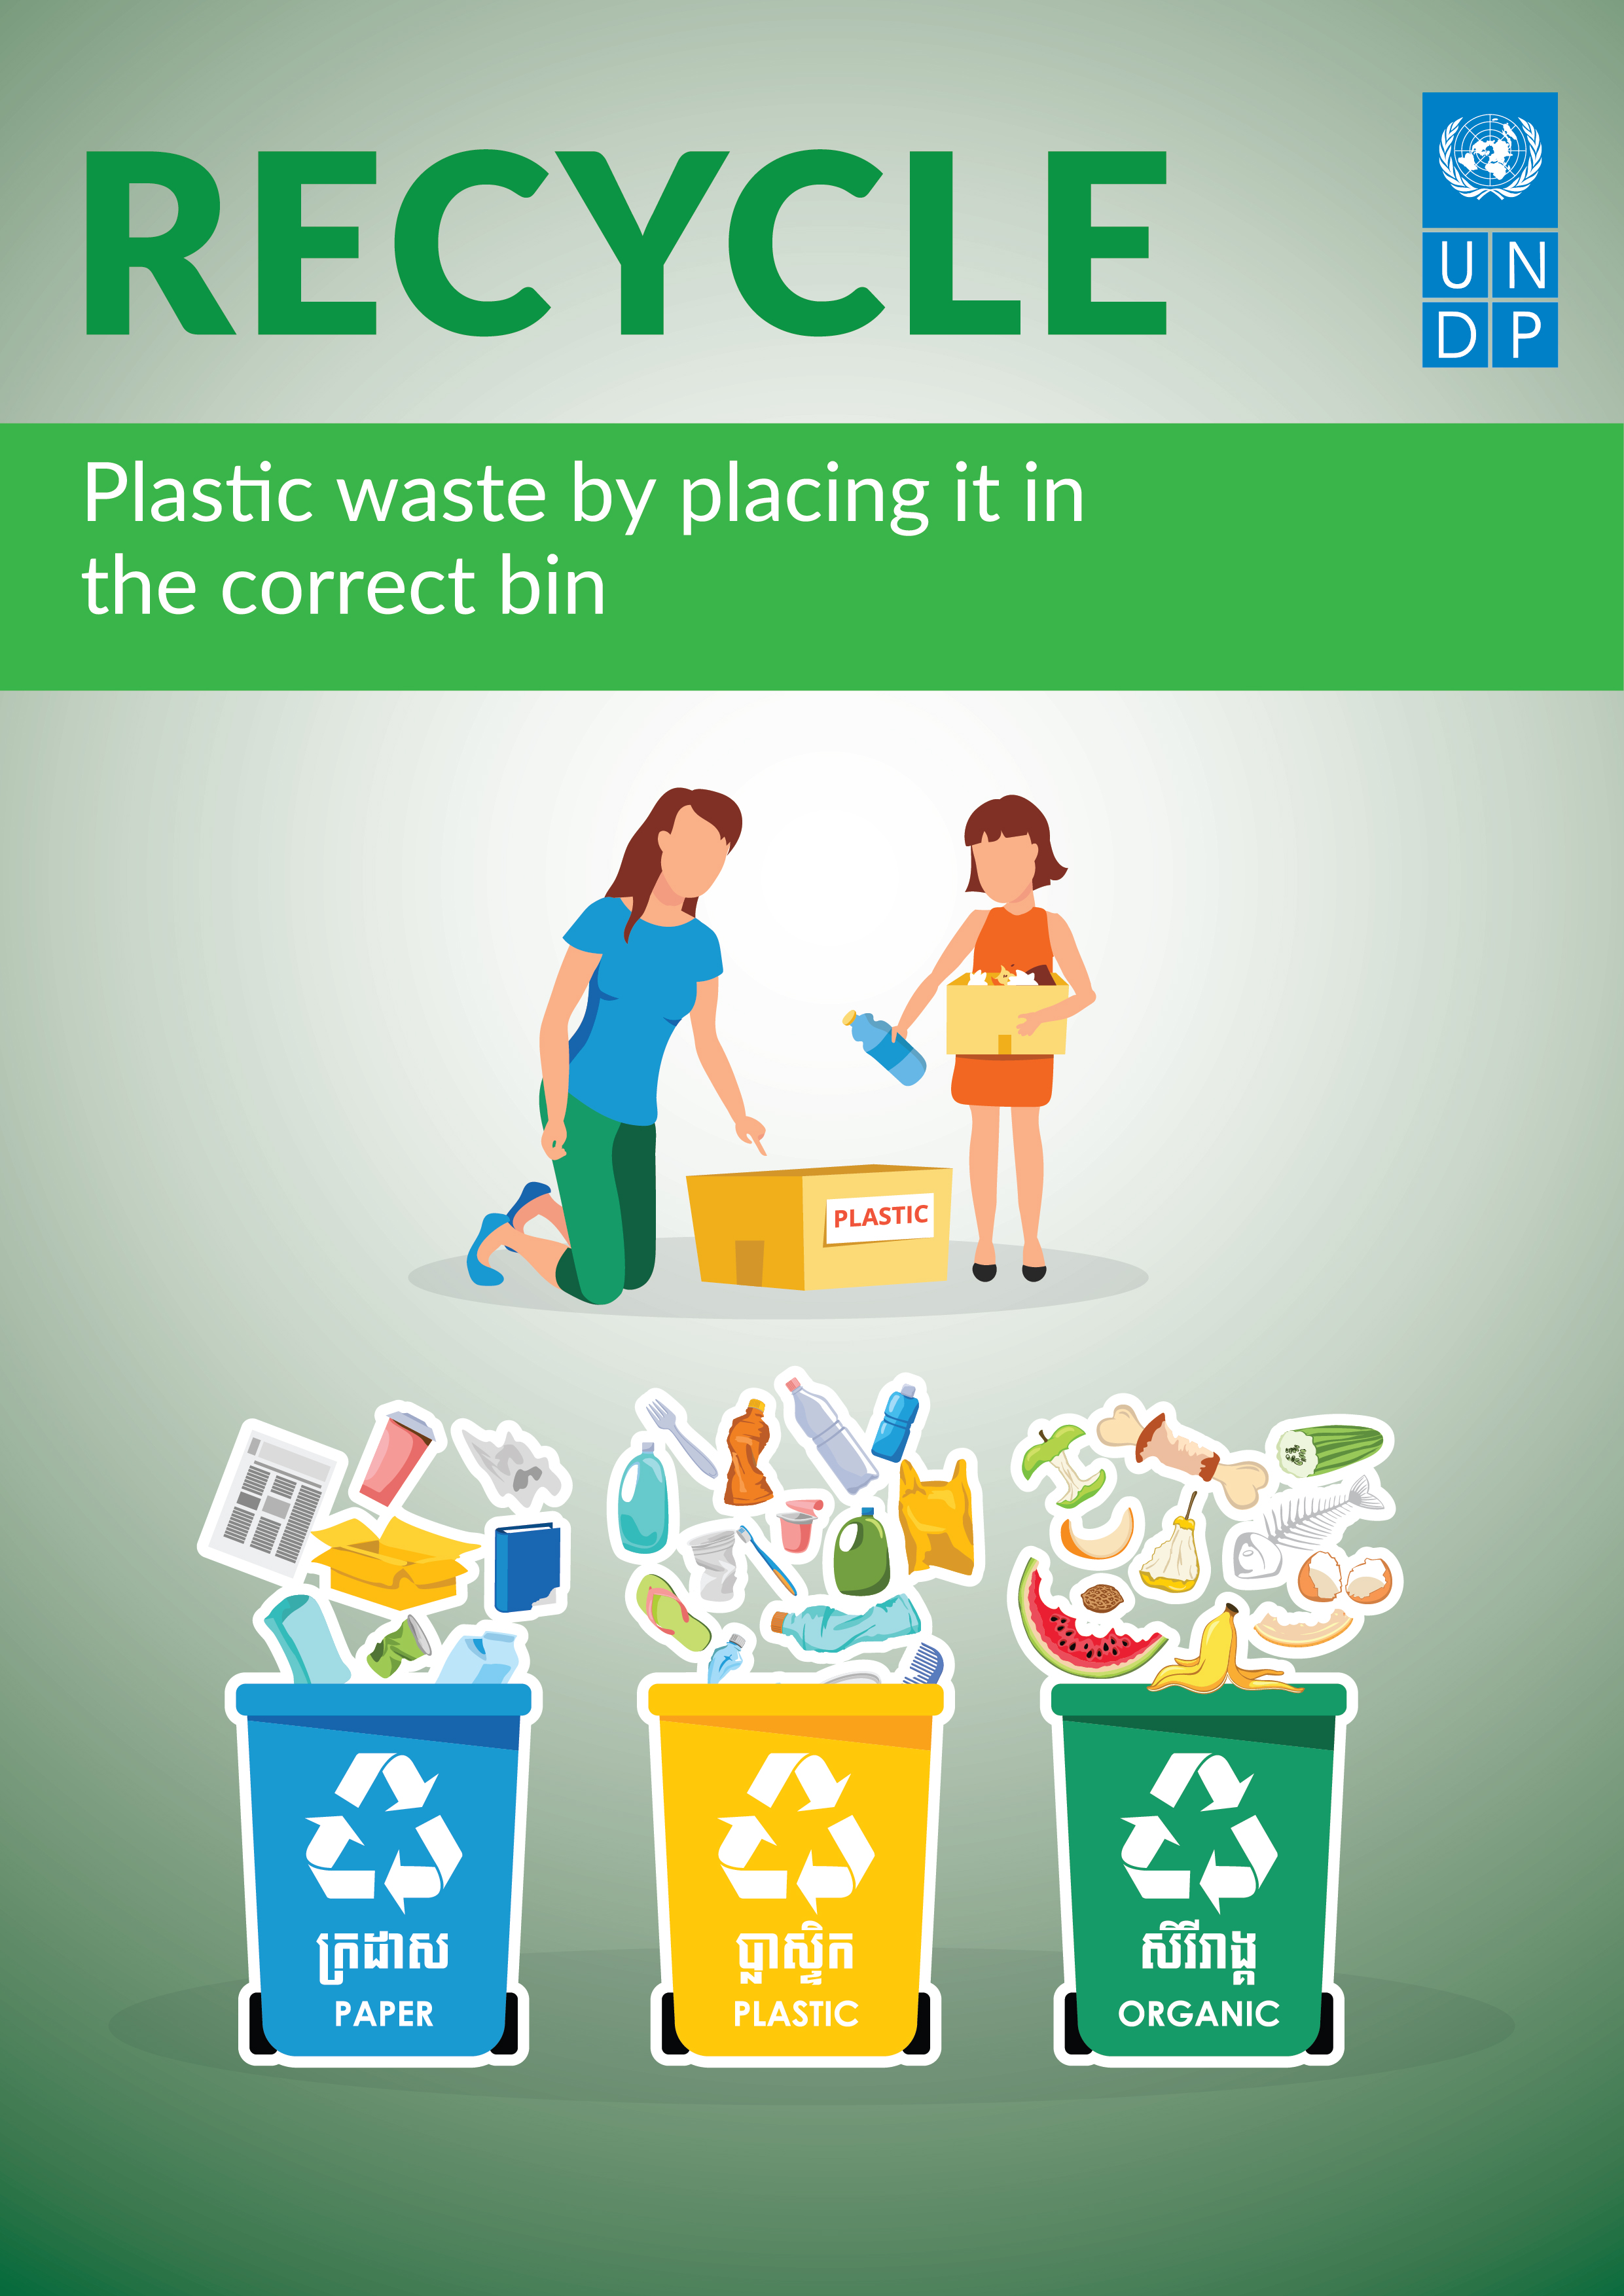 RECYCLE
U N
D P
Plastic waste by placing it in
the correct bin
PLASTIC
ក្រដាស
PAPER
ប្លាស្ទិក
PLASTIC
សរីរាង្គ
ORGANIC